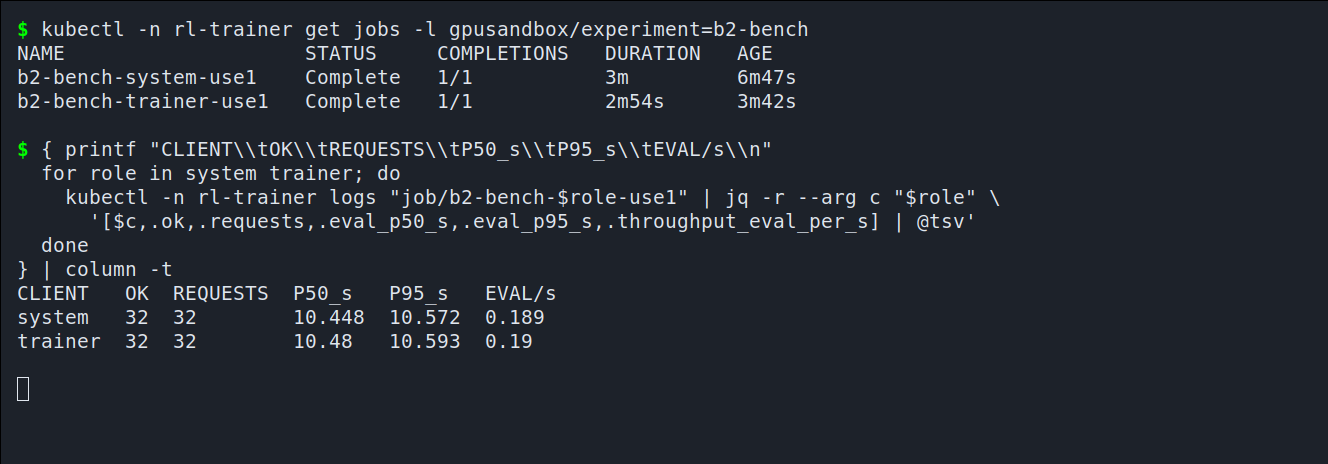 $ kubectl -n rl-trainer get jobs -l gpusandbox/experiment=b2-bench
NAME                    STATUS     COMPLETIONS   DURATION   AGE
b2-bench-system-use1    Complete   1/1           3m         6m47s
b2-bench-trainer-use1   Complete   1/1           2m54s      3m42s
$ { printf "CLIENT\\tOK\\tREQUESTS\\tP50_s\\tP95_s\\tEVAL/s\\n"
  for role in system trainer; do
    kubectl -n rl-trainer logs "job/b2-bench-$role-use1" | jq -r --arg c "$role" \
      '[$c,.ok,.requests,.eval_p50_s,.eval_p95_s,.throughput_eval_per_s] | @tsv'
  done
} | column -t
CLIENT   OK  REQUESTS  P50_s   P95_s   EVAL/s
system   32  32        10.448  10.572  0.189
trainer  32  32        10.48   10.593  0.19